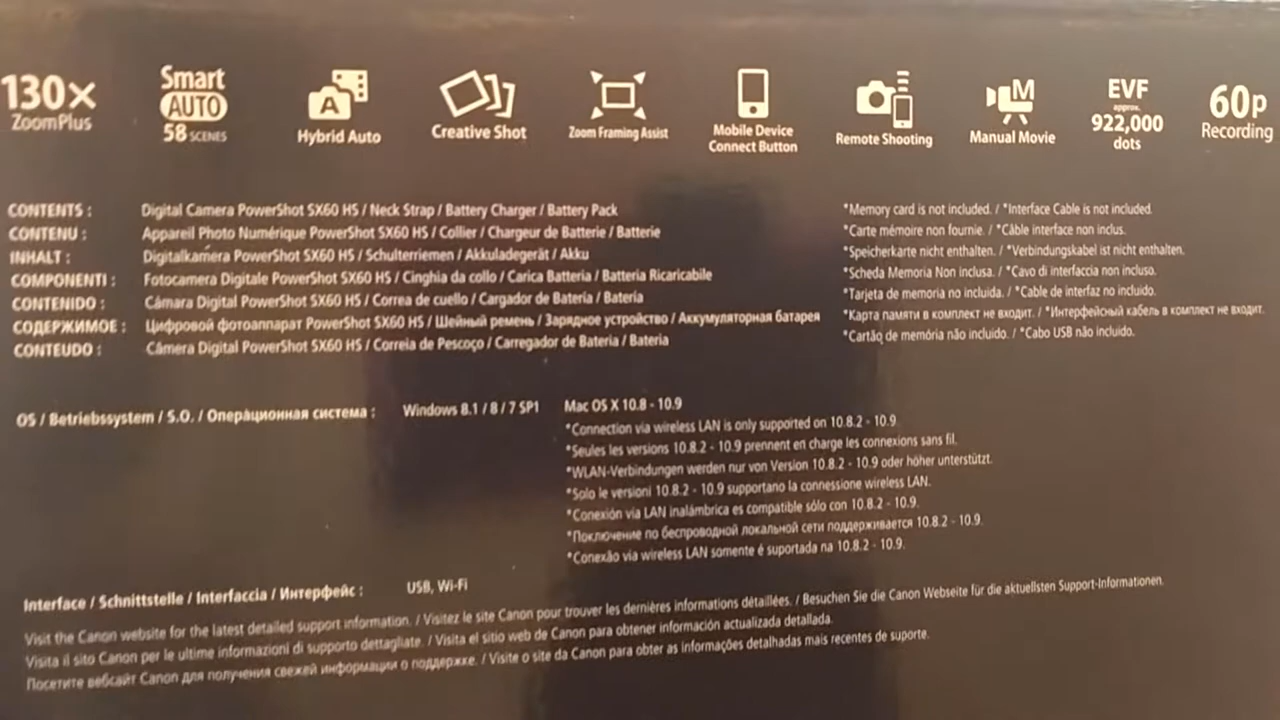 130x
ZoomPlus
Smart
AUTO
58 SCENES
A
Hybrid Auto
Creative Shot
Zoom Framing Assist
Mobile Device
Connect Button
Remote Shooting
M
Manual Movie
EVF
approx.
922,000
dots
60p
Recording
CONTENTS : Digital Camera PowerShot SX60 HS / Neck Strap / Battery Charger / Battery Pack *Memory card is not included. / *Interface Cable is not included.
CONTENU : Appareil Photo Numérique PowerShot SX60 HS / Collier / Chargeur de Batterie / Batterie *Carte mémoire non fournie. / *Câble interface non inclus.
INHALT : Digitalkamera PowerShot SX60 HS / Schulterriemen / Akkuladegerät / Akku *Speicherkarte nicht enthalten. / *Verbindungskabel ist nicht enthalten.
COMPONENTI : Fotocamera Digitale PowerShot SX60 HS / Cinghia da collo / Carica Batteria / Batteria Ricaricabile *Scheda Memoria Non inclusa. / *Cavo di interfaccia non incluso.
CONTENIDO : Cámara Digital PowerShot SX60 HS / Correa de cuello / Cargador de Batería / Batería *Tarjeta de memoria no incluida. / *Cable de interfaz no incluido.
СОДЕРЖИМОЕ : Цифровой фотоаппарат PowerShot SX60 HS / Шейный ремень / Зарядное устройство / Аккумуляторная батарея *Карта памяти в комплект не входит. / *Интерфейсный кабель в комплект не входит.
CONTEUDO : Câmera Digital PowerShot SX60 HS / Correia de Pescoço / Carregador de Bateria / Bateria *Cartão de memória não incluido. / *Cabo USB não incluido.
OS / Betriebssystem / S.O. / Операционная система : Windows 8.1 / 8 / 7 SP1 Mac OS X 10.8 - 10.9
*Connection via wireless LAN is only supported on 10.8.2 - 10.9.
*Seules les versions 10.8.2 - 10.9 prennent en charge les connexions sans fil.
*WLAN-Verbindungen werden nur von Version 10.8.2 - 10.9 oder höher unterstützt.
*Solo le versioni 10.8.2 - 10.9 supportano la connessione wireless LAN.
*Conexión via LAN inalámbrica es compatible sólo con 10.8.2 - 10.9.
*Поключение по беспроводной локальной сети поддерживается 10.8.2 - 10.9.
*Conexão via wireless LAN somente é suportada na 10.8.2 - 10.9.
Interface / Schnittstelle / Interfaccia / Интерфейс : USB, Wi-Fi
Visit the Canon website for the latest detailed support information. / Visitez le site Canon pour trouver les dernières informations détaillées. / Besuchen Sie die Canon Webseite für die aktuellsten Support-Informationen.
Visita il sito Canon per le ultime informazioni di supporto dettagliate. / Visita el sitio web de Canon para obtener información actualizada detallada.
Посетите вебсайт Canon для получения свежей информации о поддержке. / Visite o site da Canon para obter as informações detalhadas mais recentes de suporte.